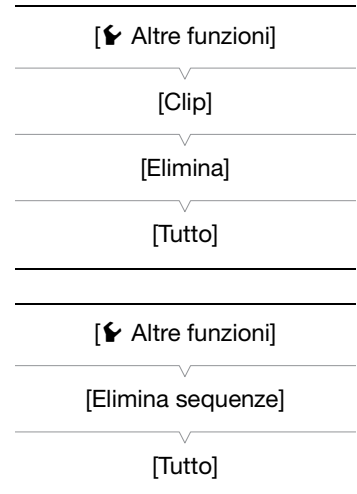 [Altre funzioni]
[Clip]
[Elimina]
[Tutto]
[Altre funzioni]
[Elimina sequenze]
[Tutto]